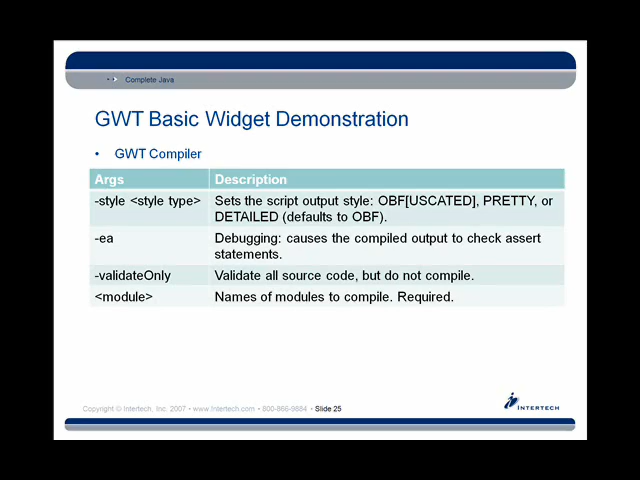 Complete Java
GWT Basic Widget Demonstration
• GWT Compiler
Args Description
-style <style type> Sets the script output style: OBF[USCATED], PRETTY, or
DETAILED (defaults to OBF).
-ea Debugging: causes the compiled output to check assert
statements.
-validateOnly Validate all source code, but do not compile.
<module> Names of modules to compile. Required.
Copyright © Intertech, Inc. 2007 • www.Intertech.com • 800-866-9884 • Slide 25
INTERTECH